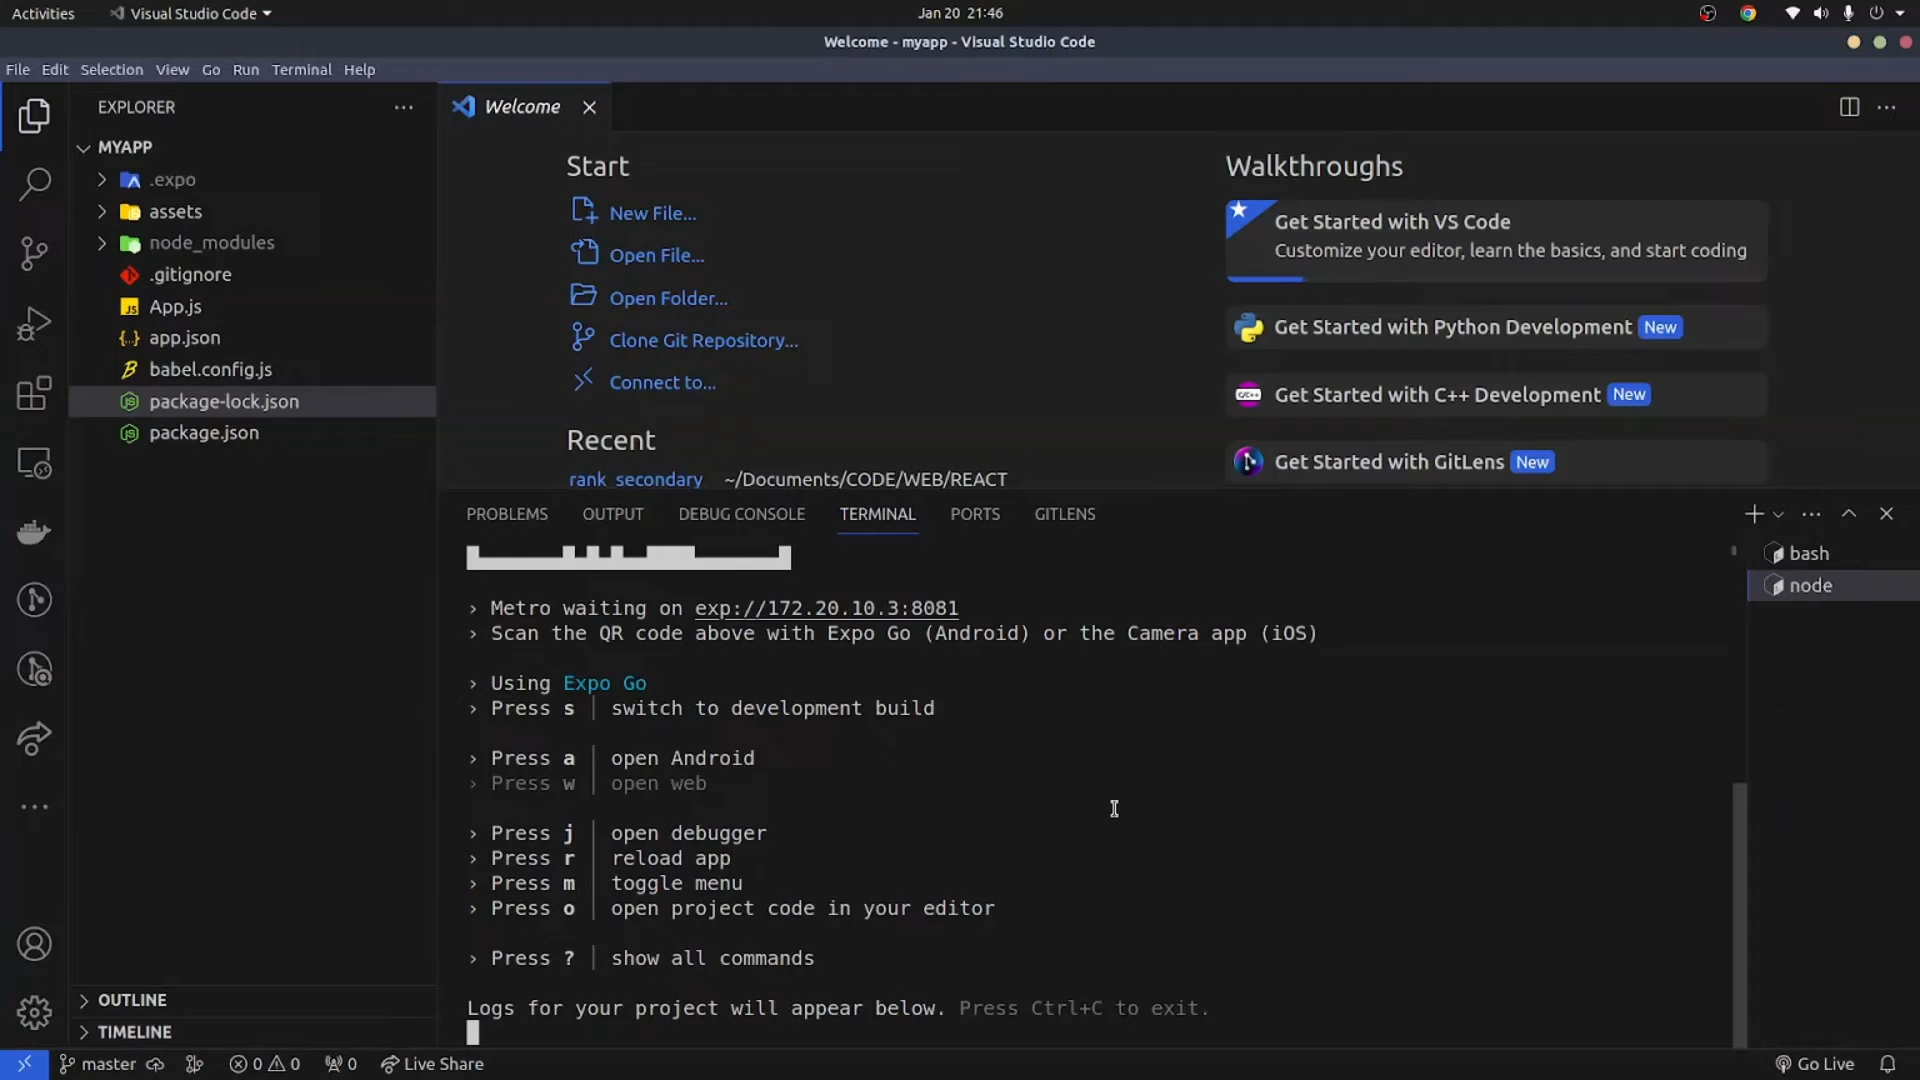 Activities
Visual Studio Code
Jan 20 21:46
Welcome - myapp - Visual Studio Code
File Edit Selection View Go Run Terminal Help
EXPLORER
MYAPP
.expo
assets
node_modules
.gitignore
App.js
app.json
babel.config.js
package-lock.json
package.json
OUTLINE
TIMELINE
Welcome
Start
New File...
Open File...
Open Folder...
Clone Git Repository...
Connect to...
Recent
rank_secondary ~/Documents/CODE/WEB/REACT
Walkthroughs
Get Started with VS Code
Customize your editor, learn the basics, and start coding
Get Started with Python Development New
C/C++ Get Started with C++ Development New
Get Started with GitLens New
PROBLEMS OUTPUT DEBUG CONSOLE TERMINAL PORTS GITLENS
› Metro waiting on exp://172.20.10.3:8081
› Scan the QR code above with Expo Go (Android) or the Camera app (iOS)
› Using Expo Go
› Press s │ switch to development build
› Press a │ open Android
› Press w │ open web
› Press j │ open debugger
› Press r │ reload app
› Press m │ toggle menu
› Press o │ open project code in your editor
› Press ? │ show all commands
Logs for your project will appear below. Press Ctrl+C to exit.
bash
node
master 0 0 0 Live Share
Go Live